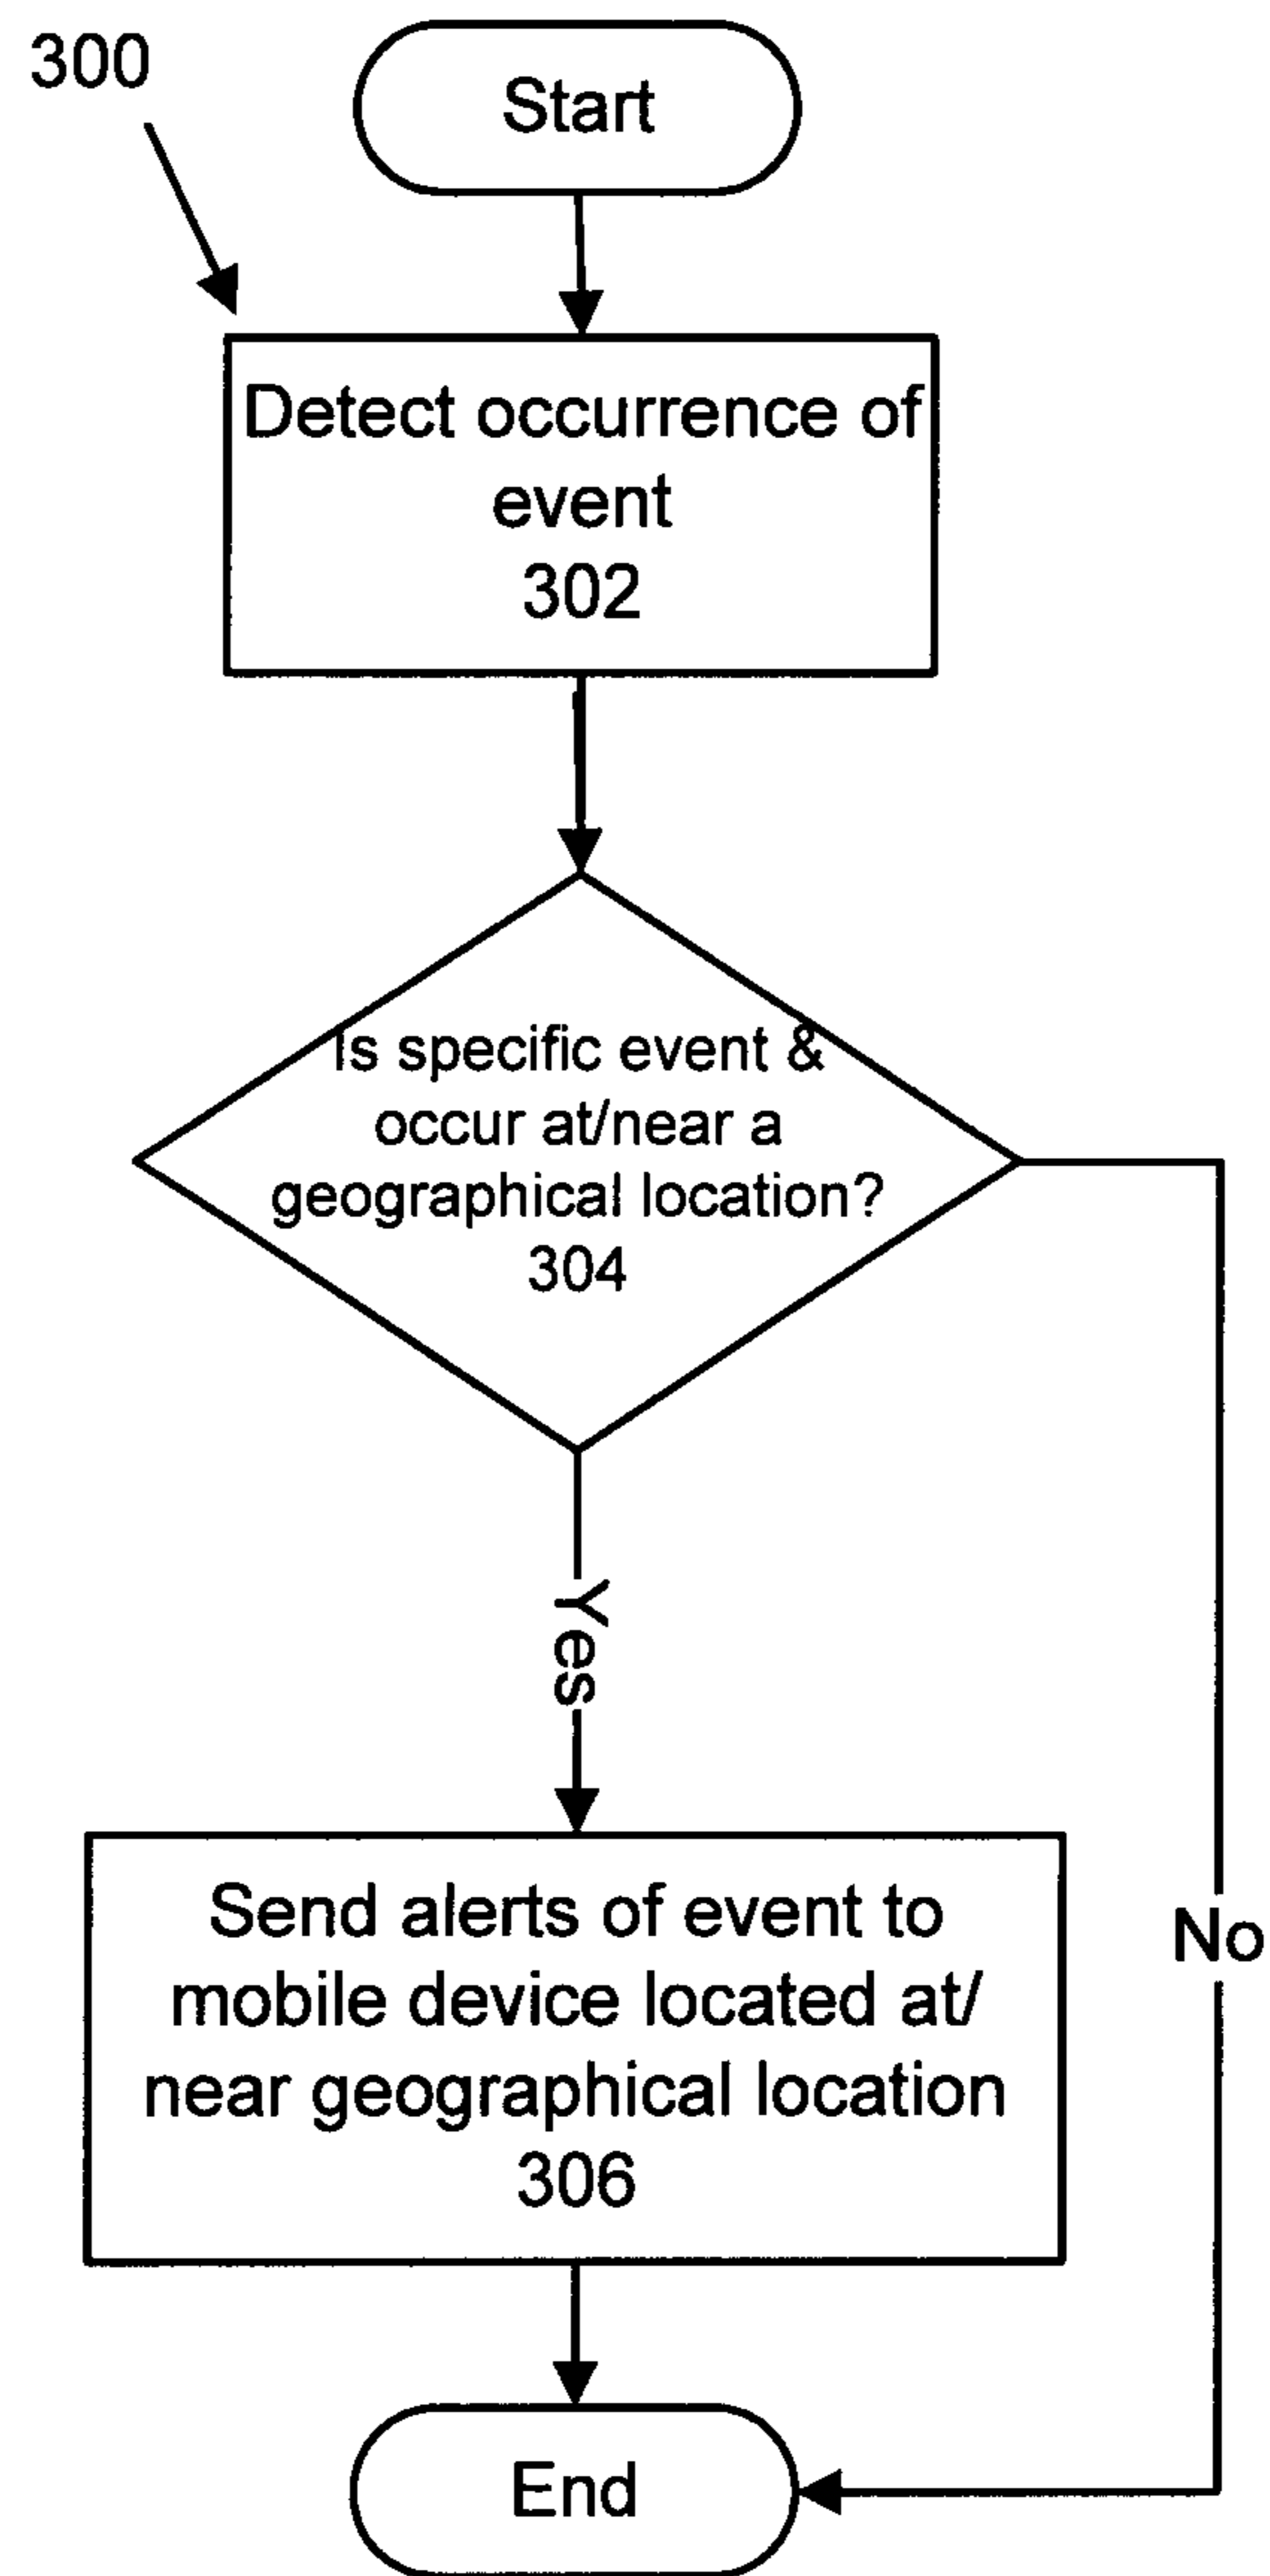 300
Start
Detect occurrence of
event
302
Is specific event &
occur at/near a
geographical location?
304
Yes
Send alerts of event to
mobile device located at/
near geographical location
306
No
End